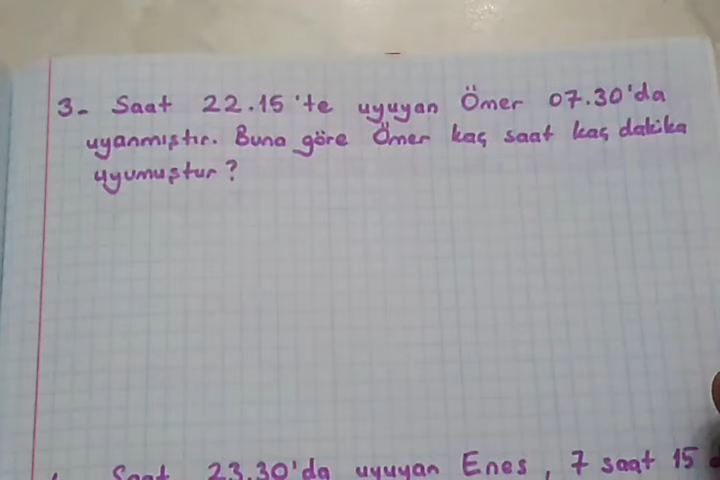 3- Saat 22.15'te uyuyan Ömer 07.30'da
uyanmıştır. Buna göre Ömer kaç saat kaç dakika
uyumuştur?
Saat 23.30'da uyuyan Enes, 7 saat 15